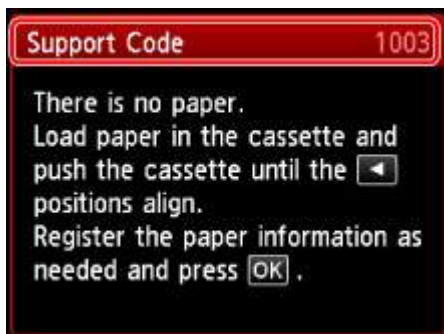 Support Code 1003
There is no paper.
Load paper in the cassette and
push the cassette until the ◀
positions align.
Register the paper information as
needed and press OK .